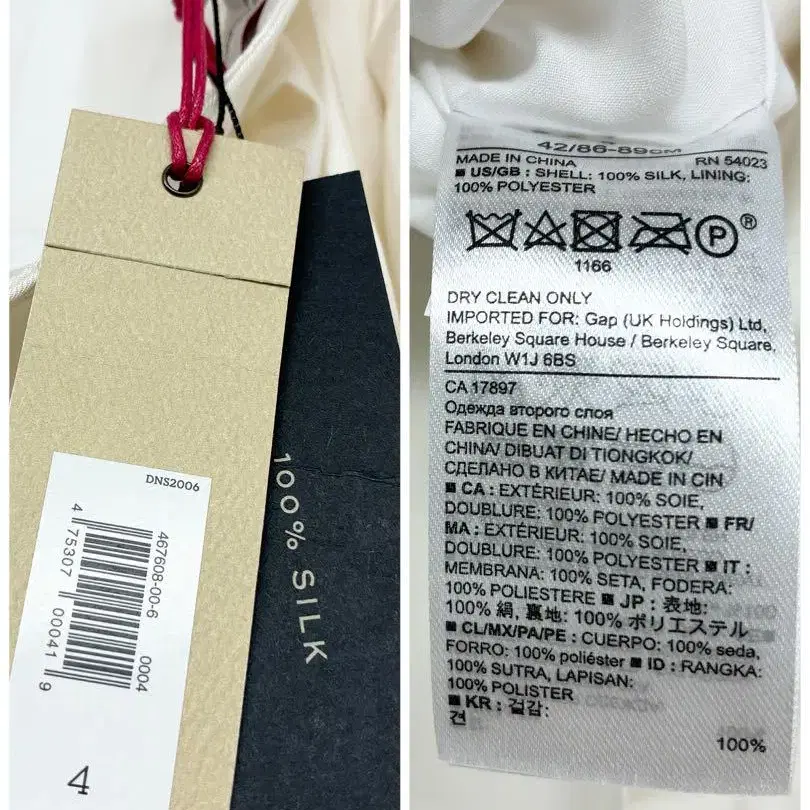 DNS2006
467608-00-6
0004
4 75307 00041 9
4
100% SILK
42/86-89cm
MADE IN CHINA RN 54023
■ US/GB : SHELL: 100% SILK, LINING:
100% POLYESTER
P ®
1166
DRY CLEAN ONLY
IMPORTED FOR: Gap (UK Holdings) Ltd,
Berkeley Square House / Berkeley Square,
London W1J 6BS
CA 17897
Одежда второго слоя
FABRIQUE EN CHINE/ HECHO EN
CHINA/ DIBUAT DI TIONGKOK/
СДЕЛАНО В КИТАЕ/ MADE IN CIN
■ CA : EXTÉRIEUR: 100% SOIE,
DOUBLURE: 100% POLYESTER ■ FR/
MA : EXTÉRIEUR: 100% SOIE,
DOUBLURE: 100% POLYESTER ■ IT :
MEMBRANA: 100% SETA, FODERA:
100% POLIESTERE ■ JP : 表地:
100% 絹, 裏地: 100% ポリエステル
■ CL/MX/PA/PE : CUERPO: 100% seda,
FORRO: 100% poliéster ■ ID : RANGKA:
100% SUTRA, LAPISAN:
100% POLISTER
■ KR : 겉감:
견 100%